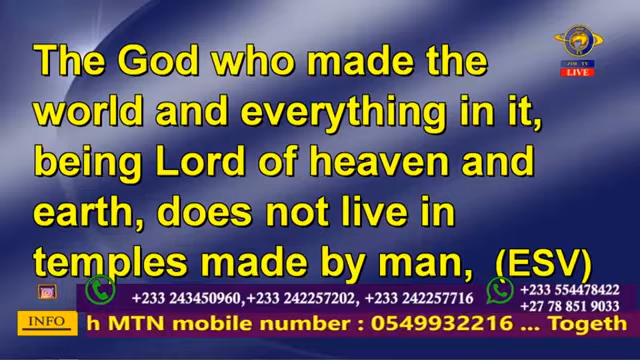 The God who made the
world and everything in it,
being Lord of heaven and
earth, does not live in
temples made by man, (ESV)
LIVE
+233 243450960,+233 242257202, +233 242257716
+233 554478422
+27 78 851 9033
INFO
h MTN mobile number : 0549932216 ... Togeth